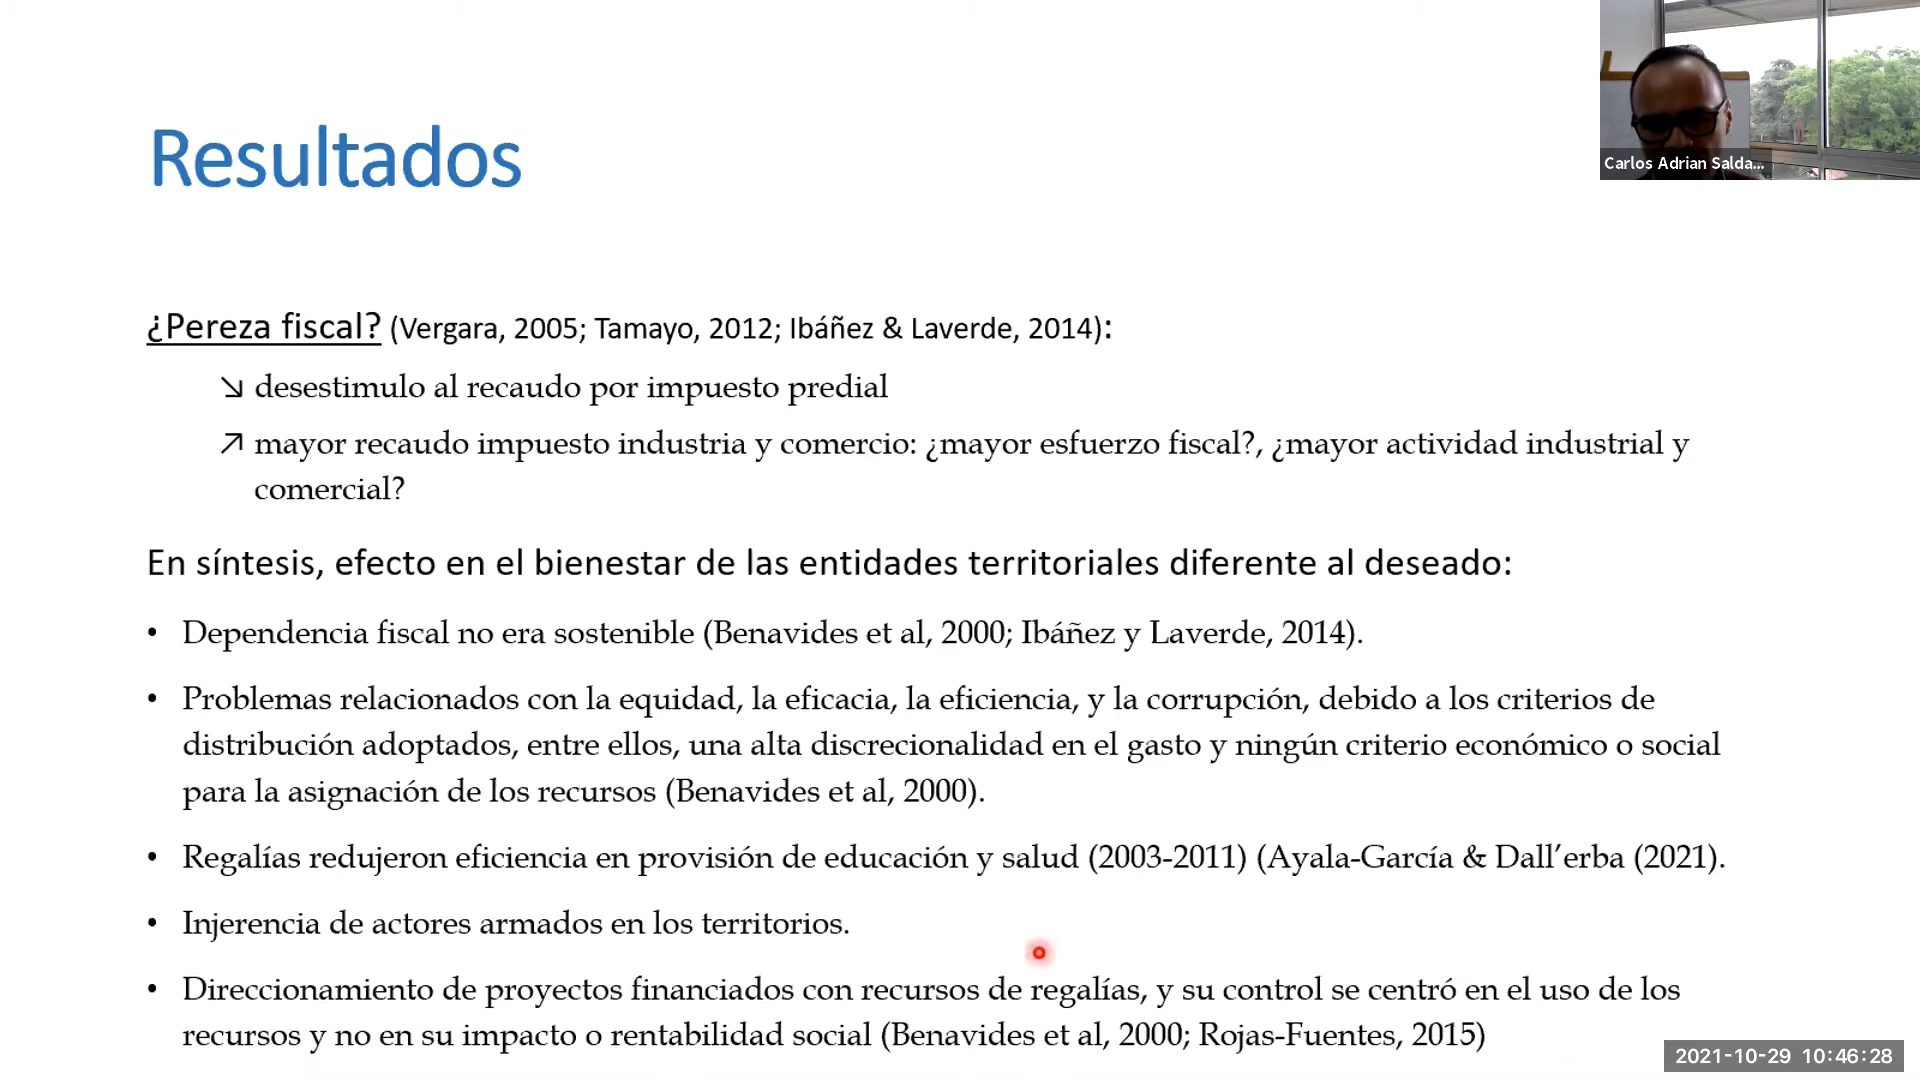 Resultados
Carlos Adrian Salda...
¿Pereza fiscal? (Vergara, 2005; Tamayo, 2012; Ibáñez & Laverde, 2014):
↘ desestimulo al recaudo por impuesto predial
↗ mayor recaudo impuesto industria y comercio: ¿mayor esfuerzo fiscal?, ¿mayor actividad industrial y
comercial?
En síntesis, efecto en el bienestar de las entidades territoriales diferente al deseado:
• Dependencia fiscal no era sostenible (Benavides et al, 2000; Ibáñez y Laverde, 2014).
• Problemas relacionados con la equidad, la eficacia, la eficiencia, y la corrupción, debido a los criterios de
distribución adoptados, entre ellos, una alta discrecionalidad en el gasto y ningún criterio económico o social
para la asignación de los recursos (Benavides et al, 2000).
• Regalías redujeron eficiencia en provisión de educación y salud (2003-2011) (Ayala-García & Dall’erba (2021).
• Injerencia de actores armados en los territorios.
• Direccionamiento de proyectos financiados con recursos de regalías, y su control se centró en el uso de los
recursos y no en su impacto o rentabilidad social (Benavides et al, 2000; Rojas-Fuentes, 2015)
2021-10-29 10:46:28